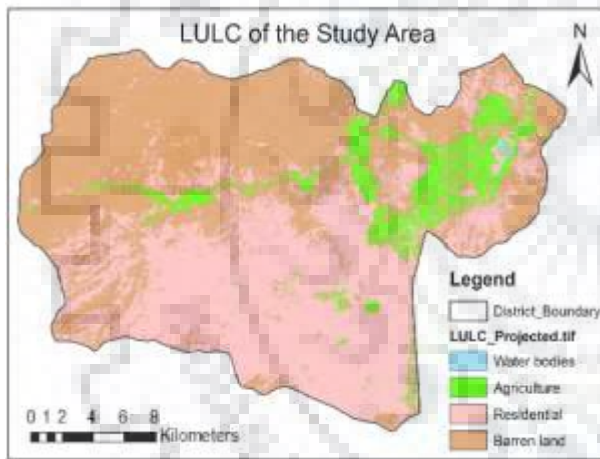 LULC of the Study Area
N
Legend
District_Boundary
LULC_Projected.tif
Water bodies
Agriculture
Residential
Barren land
0 1 2 4 6 8
Kilometers